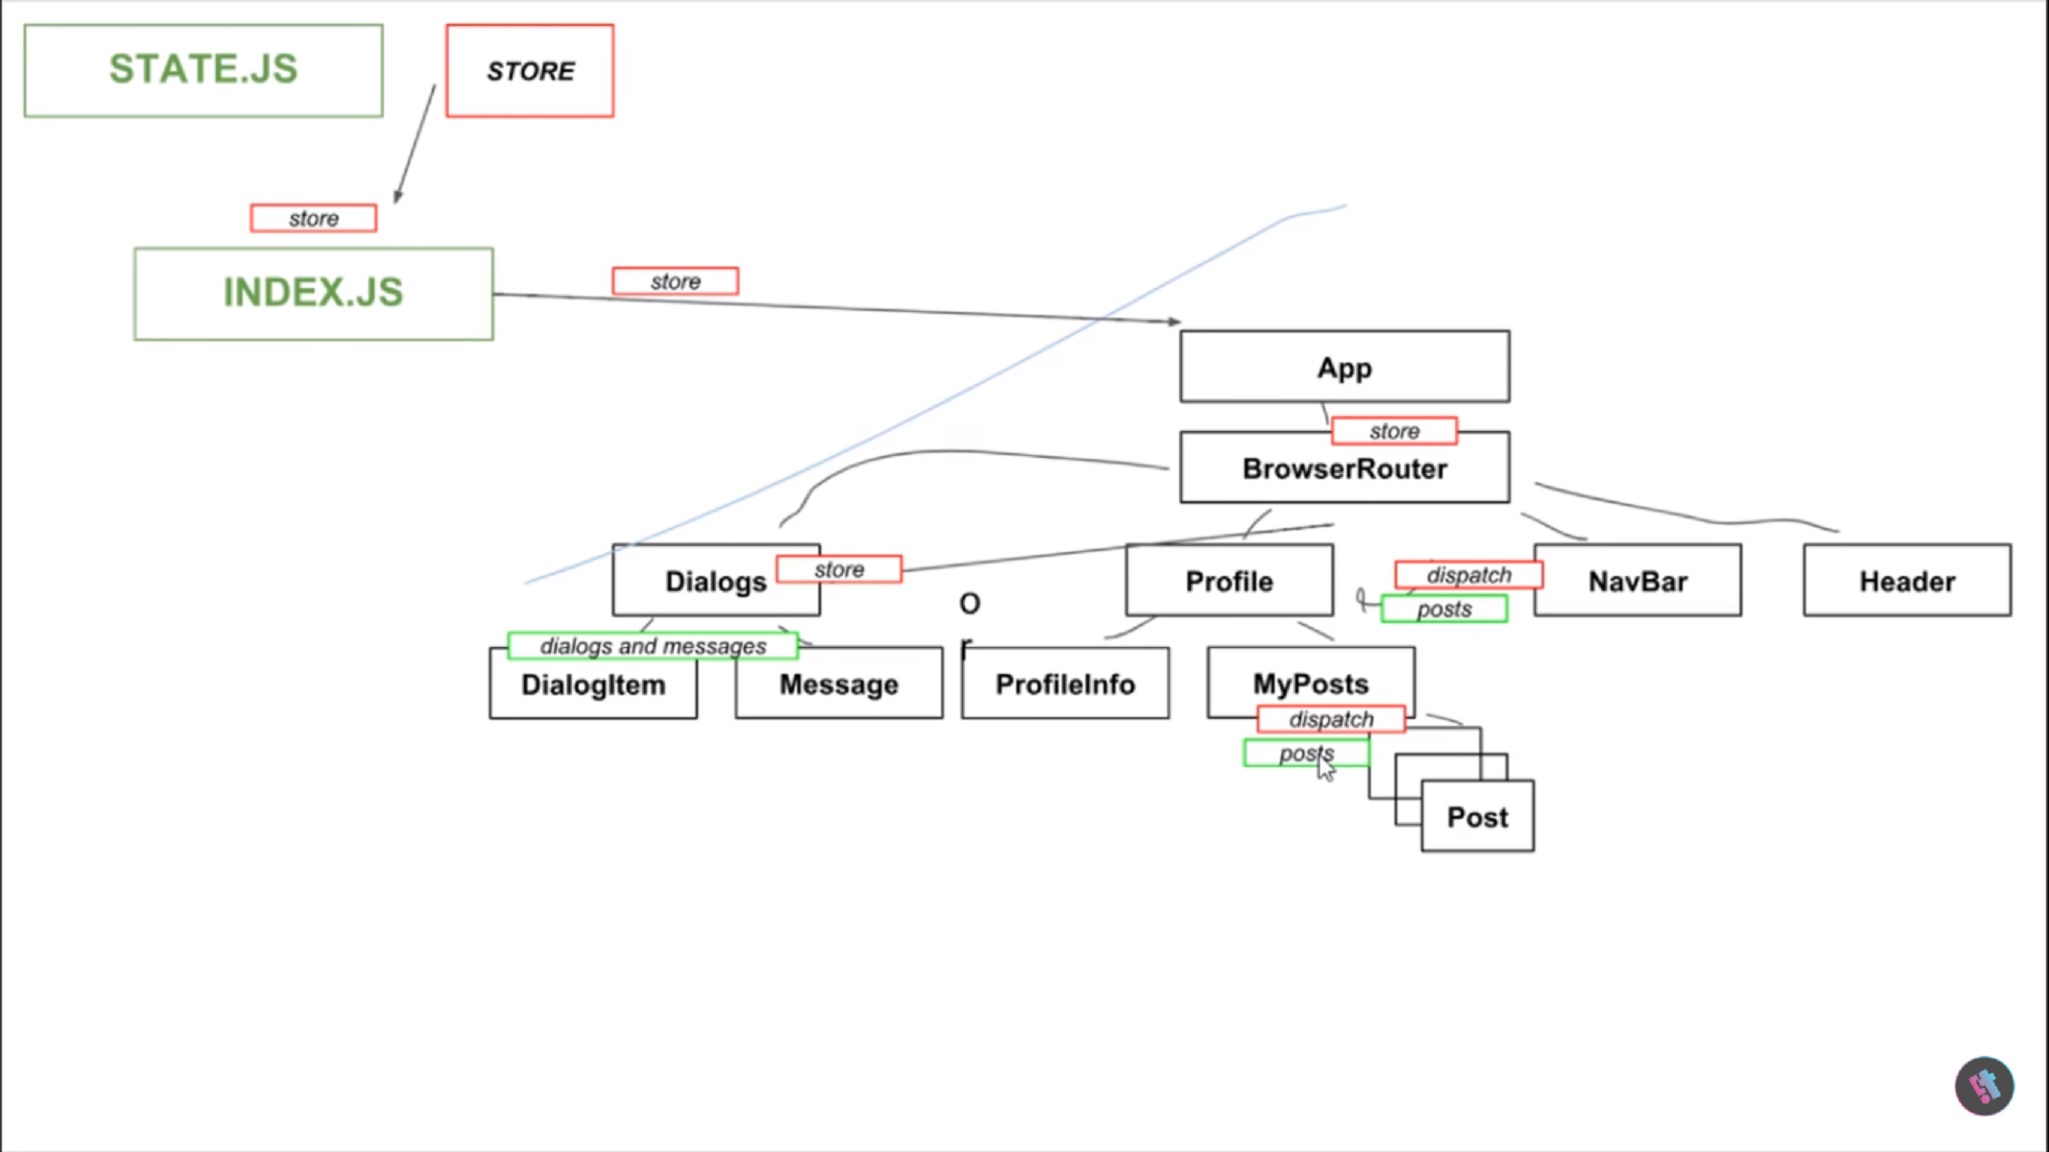 STATE.JS
STORE
store
INDEX.JS
store
App
store
BrowserRouter
Dialogs
store
Profile
dispatch
posts
NavBar
Header
O
r
dialogs and messages
DialogItem
Message
ProfileInfo
MyPosts
dispatch
posts
Post